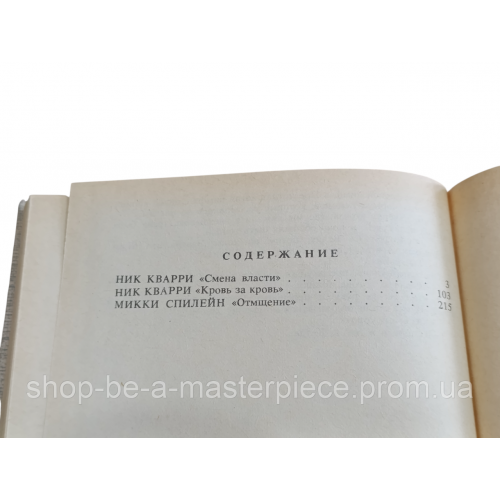 СОДЕРЖАНИЕ
НИК КВАРРИ «Смена власти» . . . . . . . . . . . 3
НИК КВАРРИ «Кровь за кровь» . . . . . . . . . . 105
МИККИ СПИЛЕЙН «Отмщение» . . . . . . . . . . 215
shop-be-a-masterpiece.prom.ua